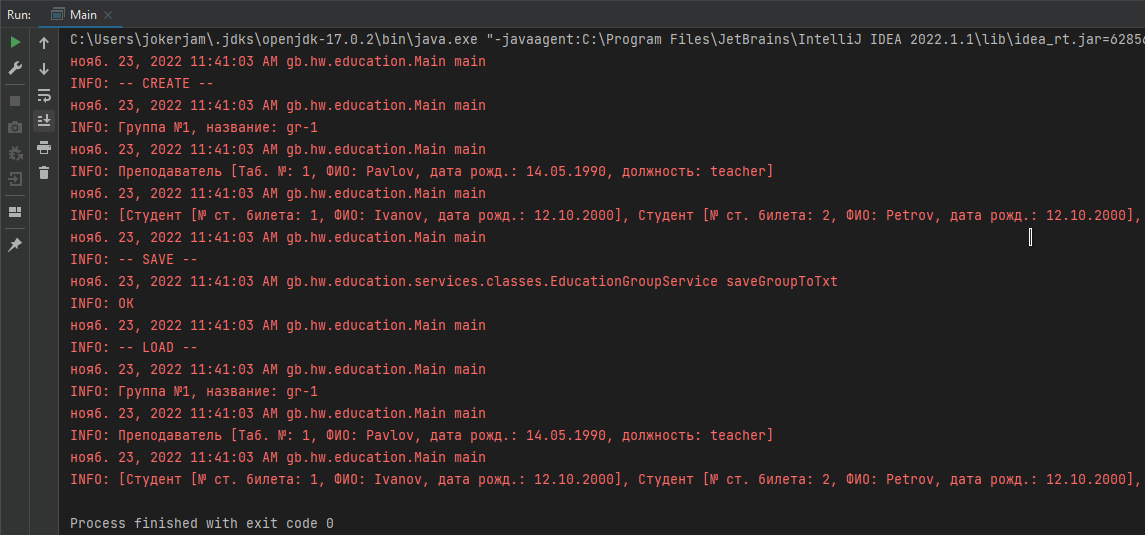 Run: Main
C:\Users\jokerjam\.jdks\openjdk-17.0.2\bin\java.exe "-javaagent:C:\Program Files\JetBrains\IntelliJ IDEA 2022.1.1\lib\idea_rt.jar=6285
нояб. 23, 2022 11:41:03 AM gb.hw.education.Main main
INFO: -- CREATE --
нояб. 23, 2022 11:41:03 AM gb.hw.education.Main main
INFO: Группа №1, название: gr-1
нояб. 23, 2022 11:41:03 AM gb.hw.education.Main main
INFO: Преподаватель [Таб. №: 1, ФИО: Pavlov, дата рожд.: 14.05.1990, должность: teacher]
нояб. 23, 2022 11:41:03 AM gb.hw.education.Main main
INFO: [Студент [№ ст. билета: 1, ФИО: Ivanov, дата рожд.: 12.10.2000], Студент [№ ст. билета: 2, ФИО: Petrov, дата рожд.: 12.10.2000],
нояб. 23, 2022 11:41:03 AM gb.hw.education.Main main
INFO: -- SAVE --
нояб. 23, 2022 11:41:03 AM gb.hw.education.services.classes.EducationGroupService saveGroupToTxt
INFO: OK
нояб. 23, 2022 11:41:03 AM gb.hw.education.Main main
INFO: -- LOAD --
нояб. 23, 2022 11:41:03 AM gb.hw.education.Main main
INFO: Группа №1, название: gr-1
нояб. 23, 2022 11:41:03 AM gb.hw.education.Main main
INFO: Преподаватель [Таб. №: 1, ФИО: Pavlov, дата рожд.: 14.05.1990, должность: teacher]
нояб. 23, 2022 11:41:03 AM gb.hw.education.Main main
INFO: [Студент [№ ст. билета: 1, ФИО: Ivanov, дата рожд.: 12.10.2000], Студент [№ ст. билета: 2, ФИО: Petrov, дата рожд.: 12.10.2000],
Process finished with exit code 0